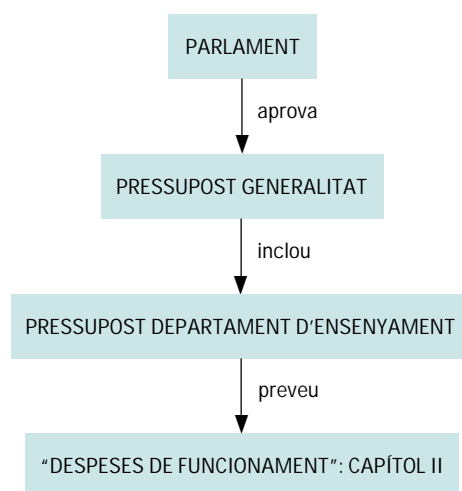 PARLAMENT
aprova
PRESSUPOST GENERALITAT
inclou
PRESSUPOST DEPARTAMENT D’ENSENYAMENT
preveu
“DESPESES DE FUNCIONAMENT”: CAPÍTOL II